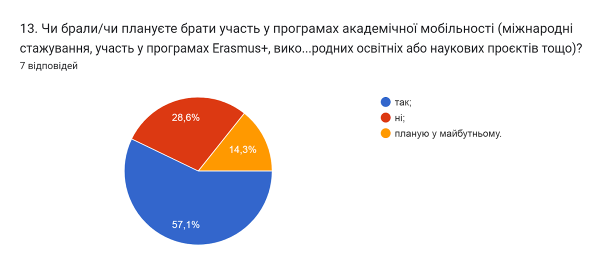 13. Чи брали/чи плануєте брати участь у програмах академічної мобільності (міжнародні
стажування, участь у програмах Erasmus+, вико...родних освітніх або наукових проєктів тощо)?
7 відповідей
так;
ні;
планую у майбутньому.
28,6%
14,3%
57,1%